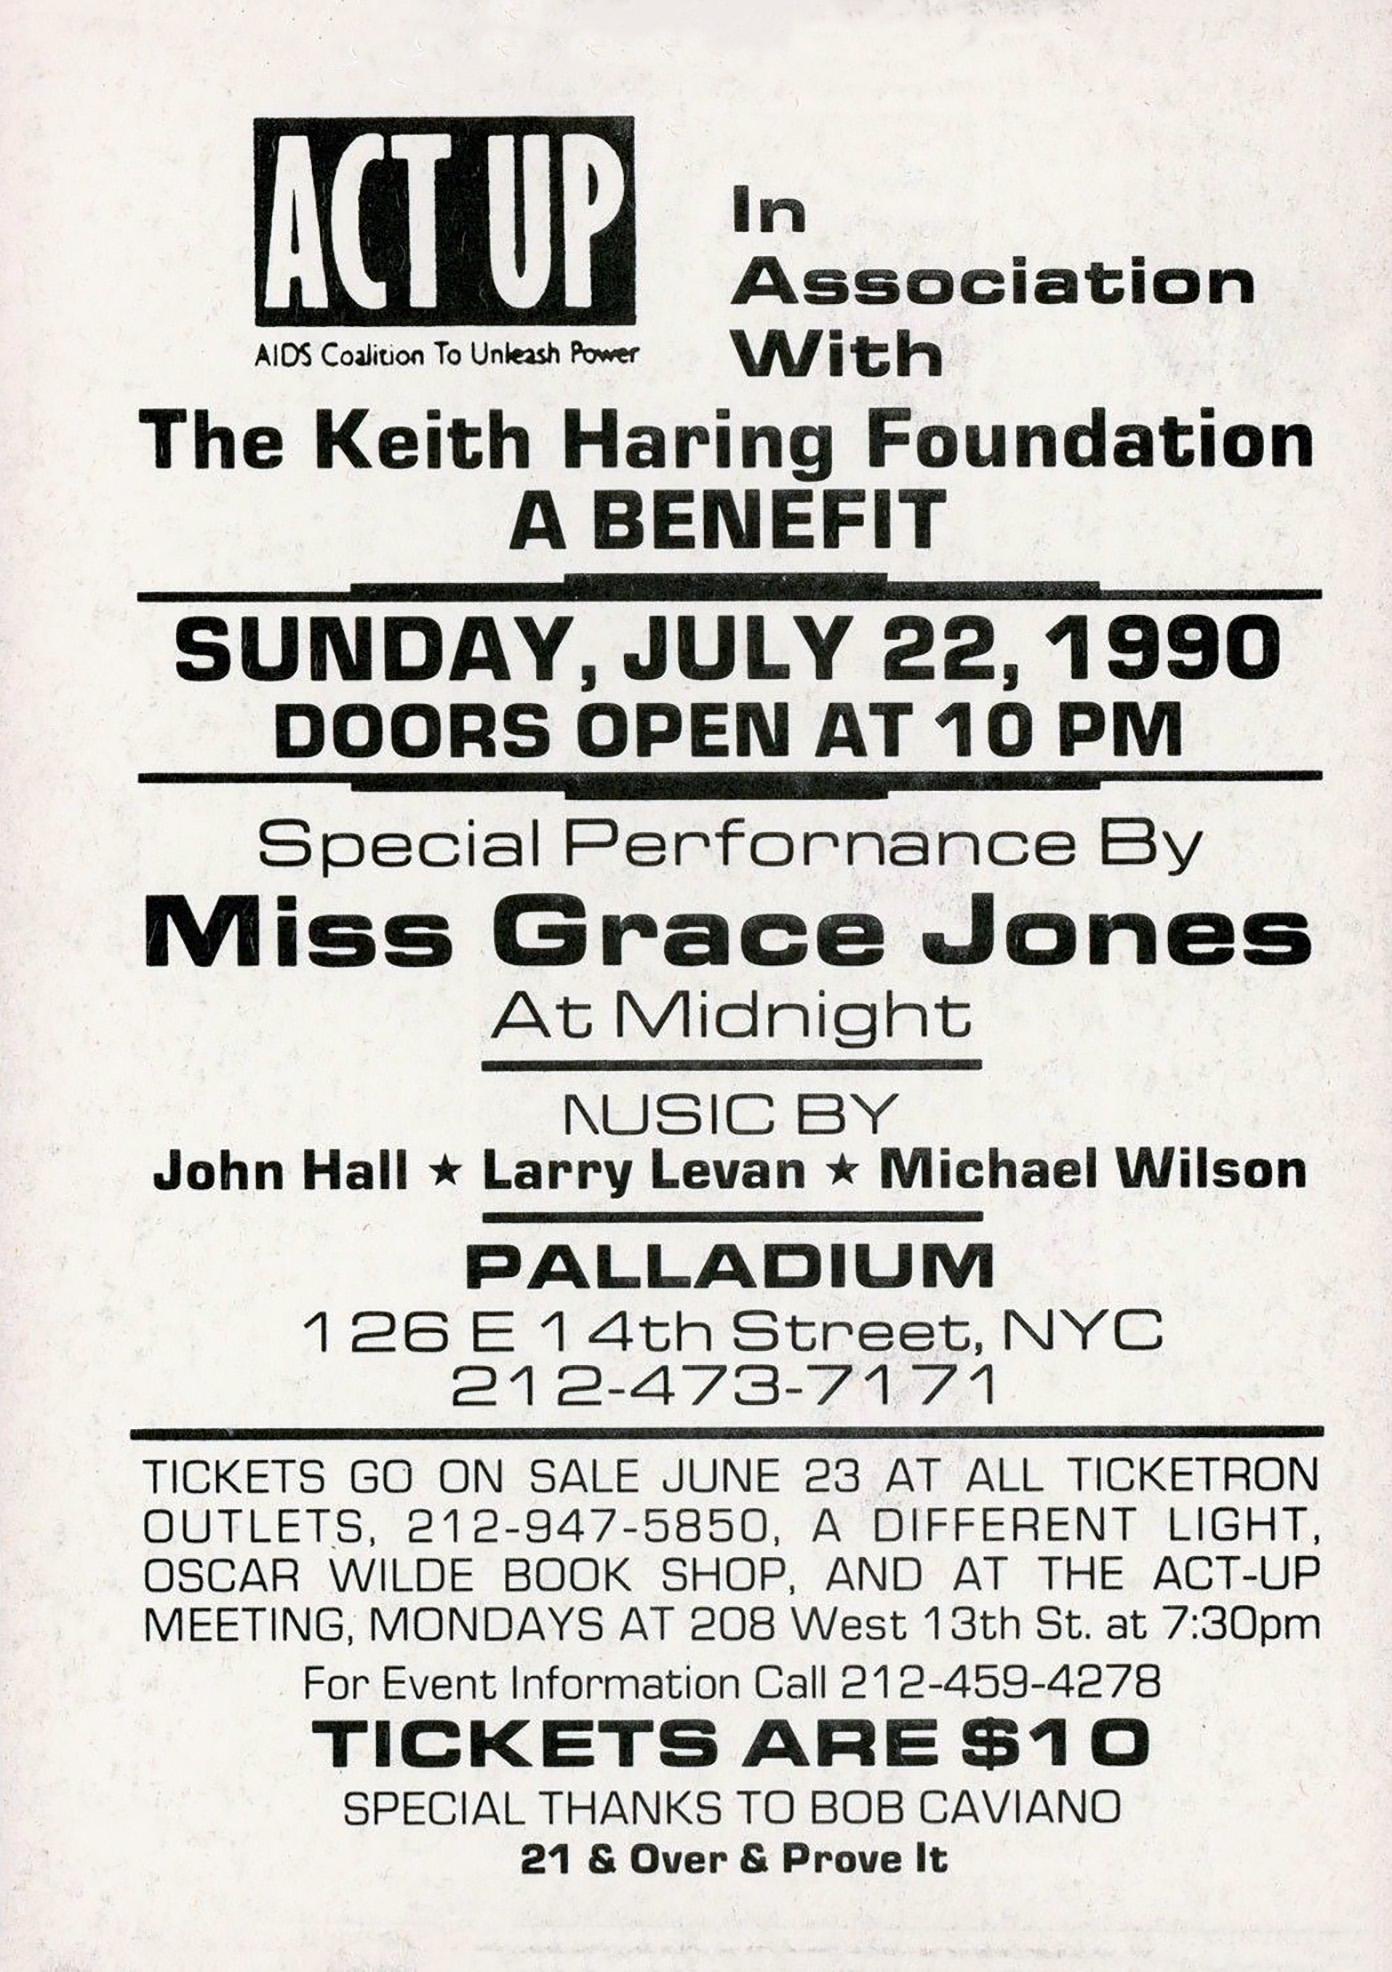 ACT UP
AIDS Coalition To Unleash Power
In
Association
With
The Keith Haring Foundation
A BENEFIT
SUNDAY, JULY 22, 1990
DOORS OPEN AT 10 PM
Special Perfornance By
Miss Grace Jones
At Midnight
NUSIC BY
John Hall ★ Larry Levan ★ Michael Wilson
PALLADIUM
126 E 14th Street, NYC
212-473-7171
TICKETS GO ON SALE JUNE 23 AT ALL TICKETRON
OUTLETS, 212-947-5850, A DIFFERENT LIGHT,
OSCAR WILDE BOOK SHOP, AND AT THE ACT-UP
MEETING, MONDAYS AT 208 West 13th St. at 7:30pm
For Event Information Call 212-459-4278
TICKETS ARE $10
SPECIAL THANKS TO BOB CAVIANO
21 & Over & Prove It